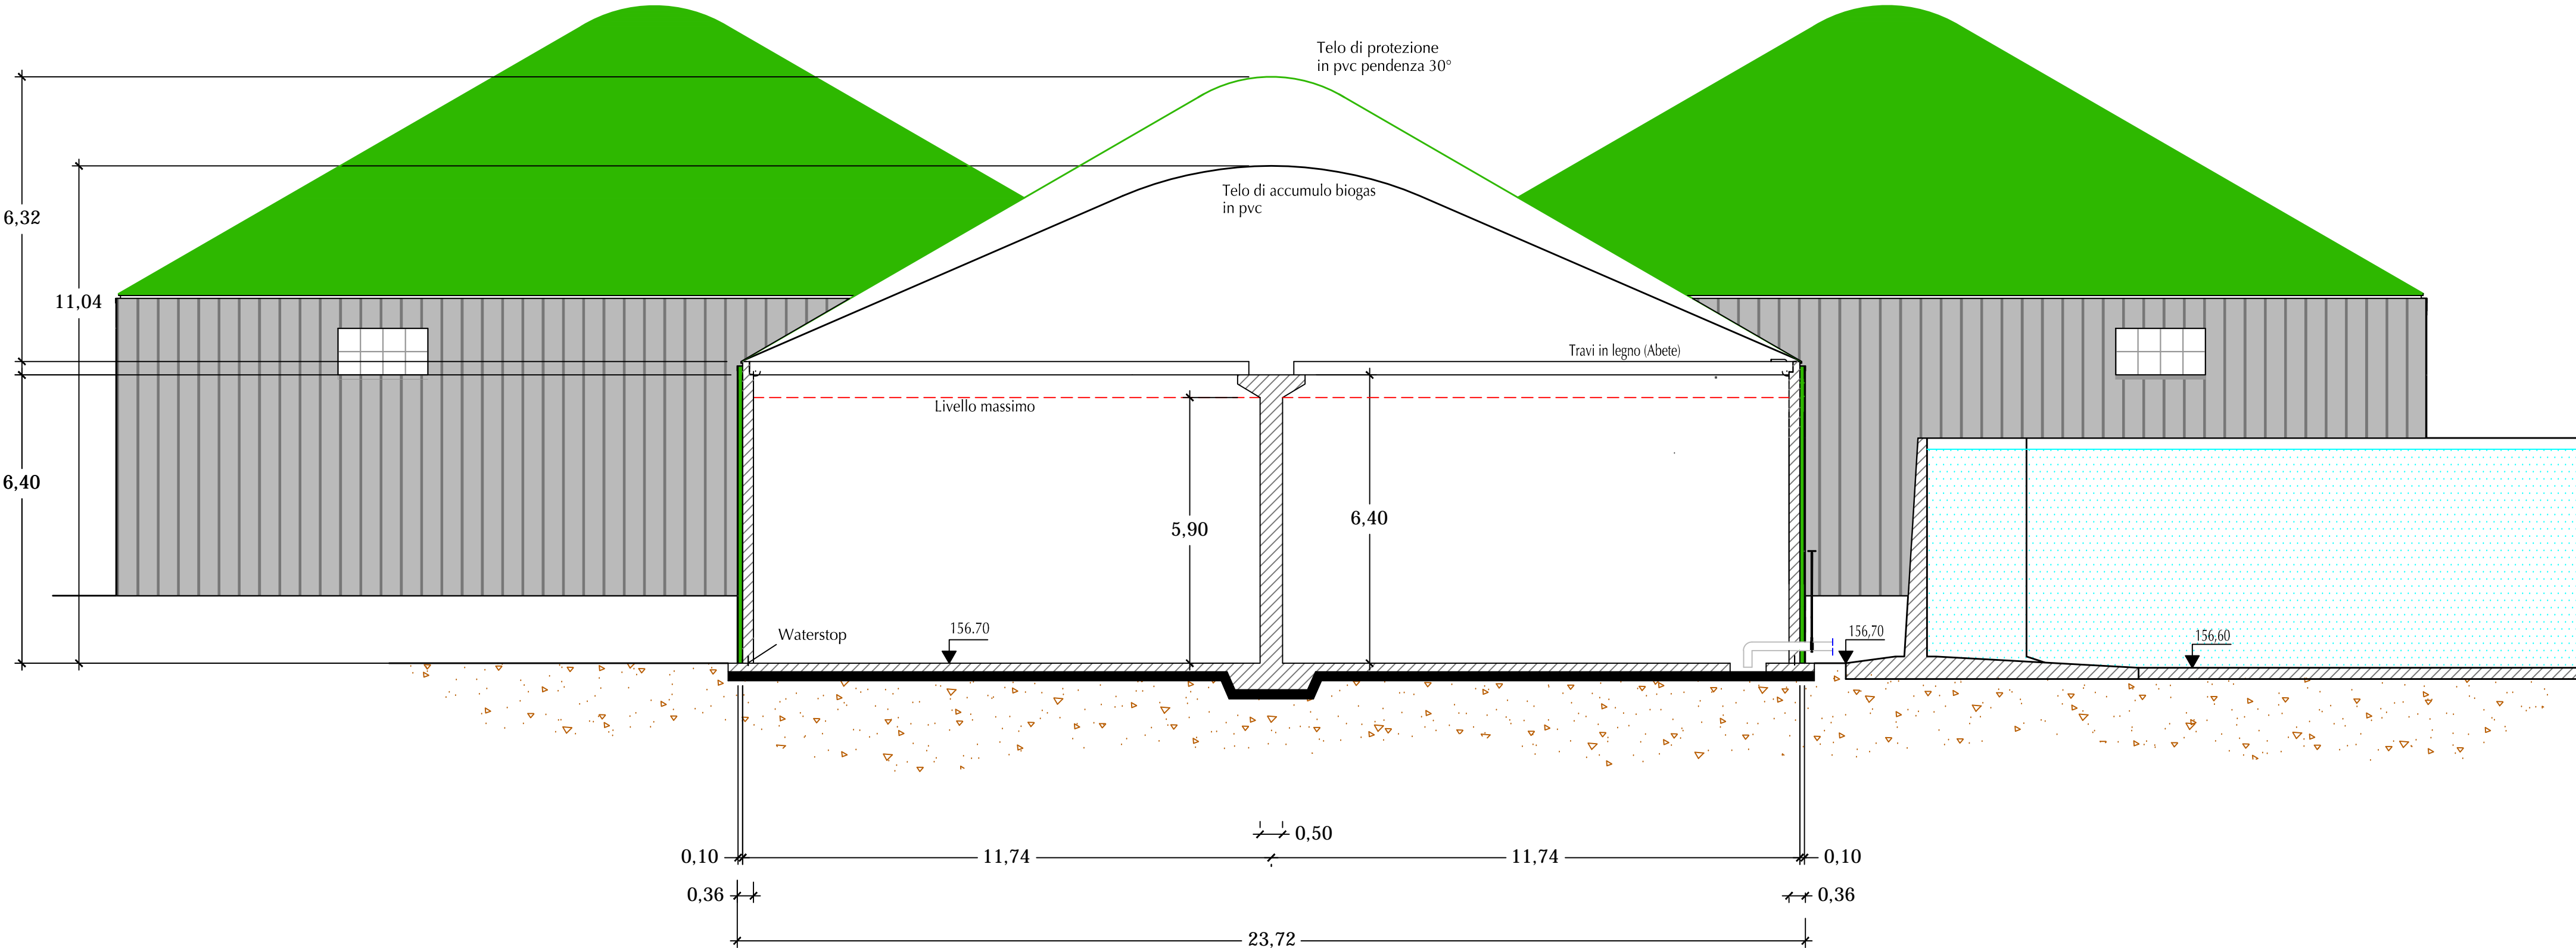 Telo di protezione
in pvc pendenza 30°
Telo di accumulo biogas
in pvc
6,32
11,04
Travi in legno (Abete)
Livello massimo
6,40
5,90
6,40
Waterstop
156.70
156,70
156,60
0,50
0,10
11,74
11,74
0,10
0,36
0,36
23,72